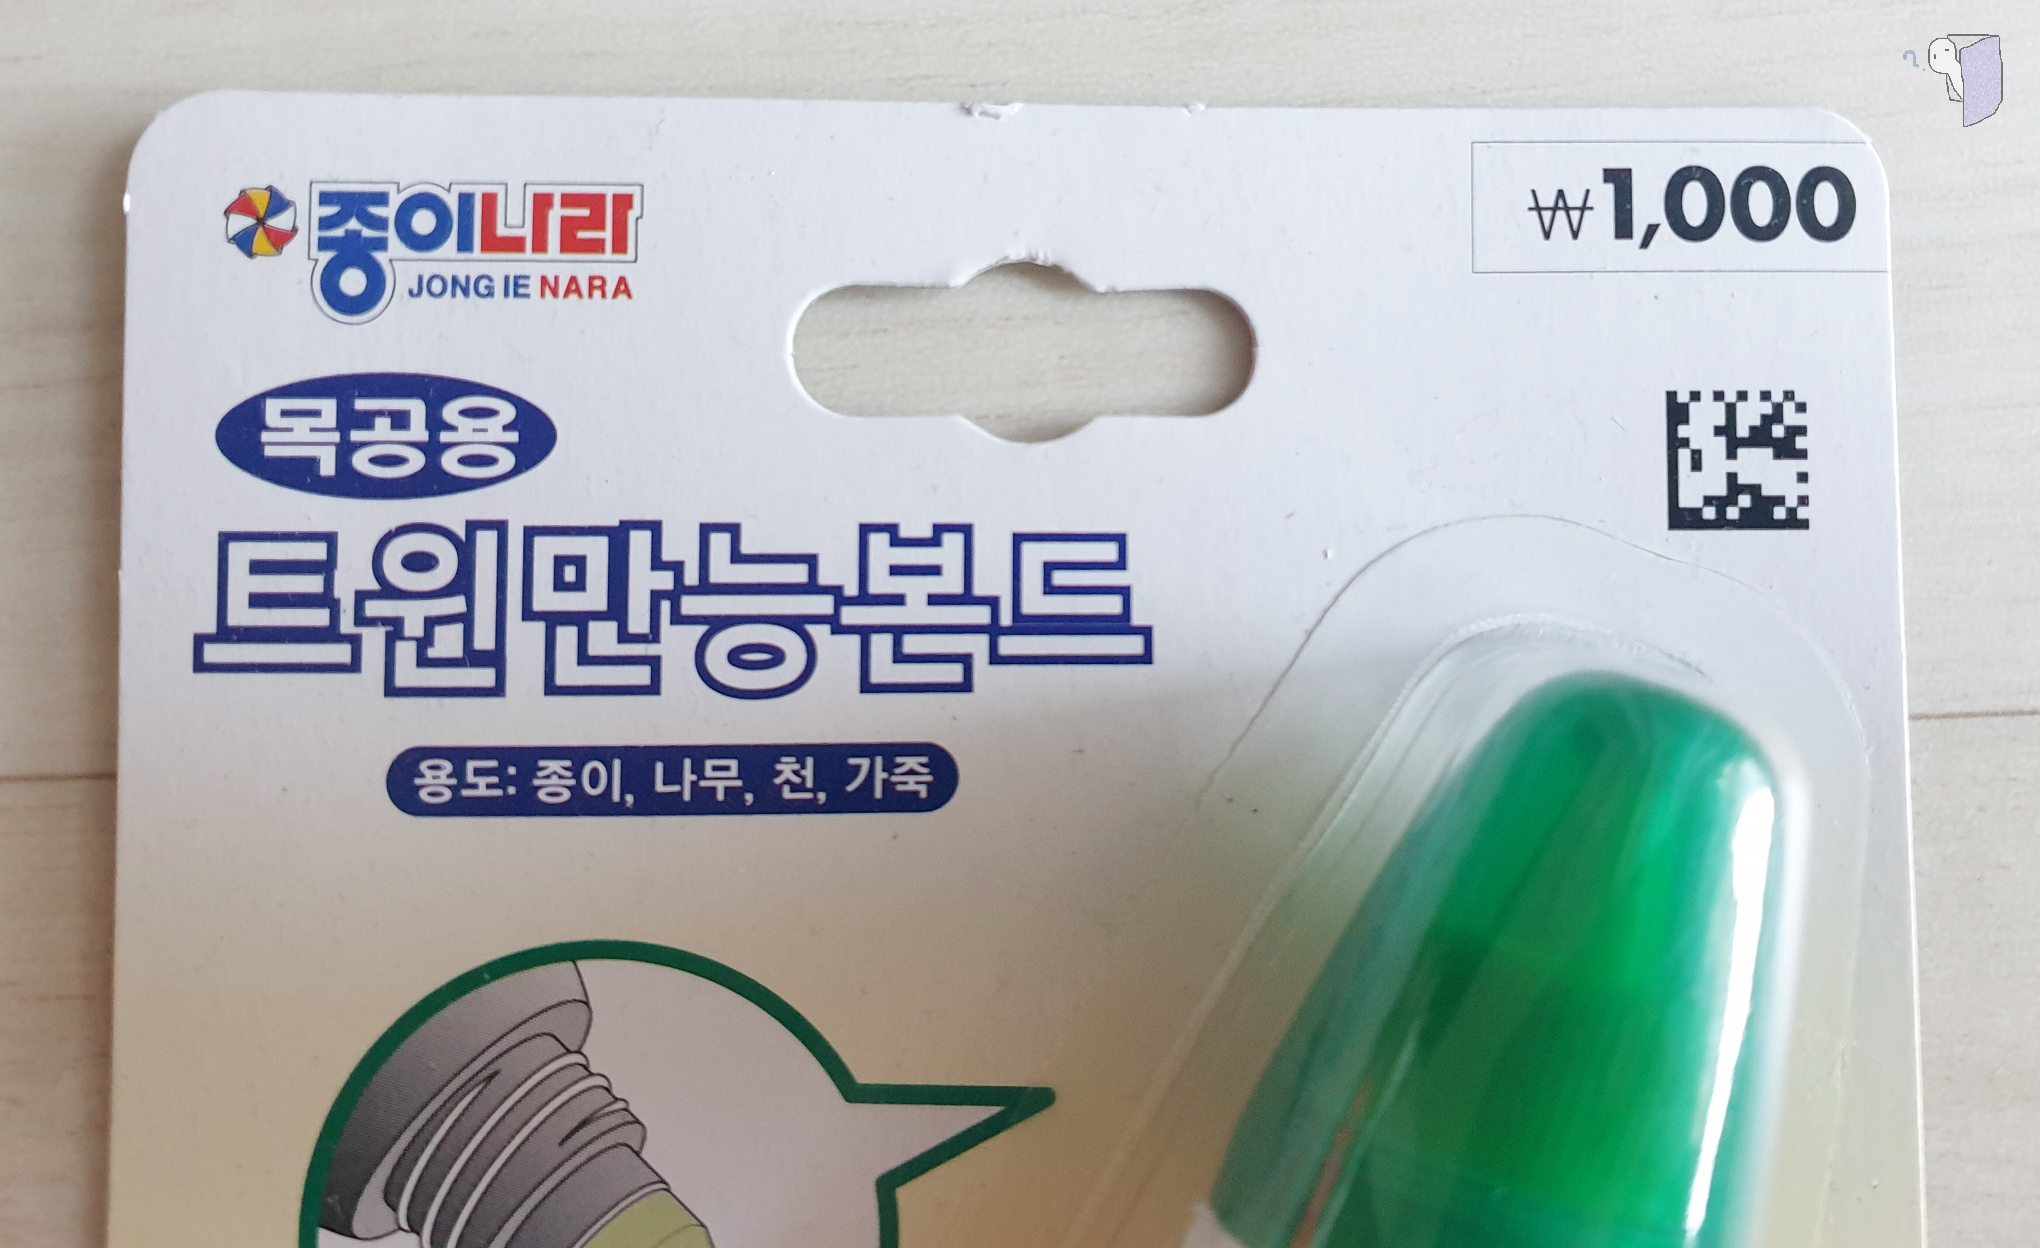 종이나라
JONG IE NARA
₩1,000
목공용
트윈만능본드
용도: 종이, 나무, 천, 가죽